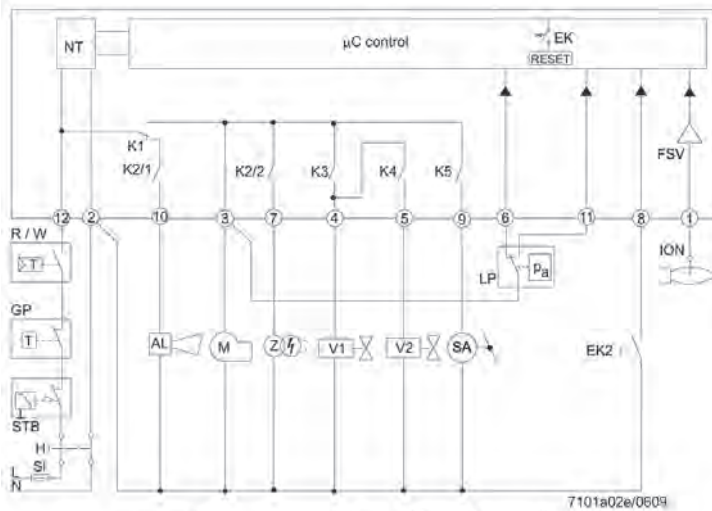 NT
µC control
EK
RESET
FSV
K1
K2/1
K2/2
K3
K4
K5
12
2
10
3
7
4
5
9
6
11
8
1
R / W
T
GP
T
STB
H
Si
L
N
AL
M
Z
V1
V2
SA
LP
pa
ION
EK2
7101a02e/0609